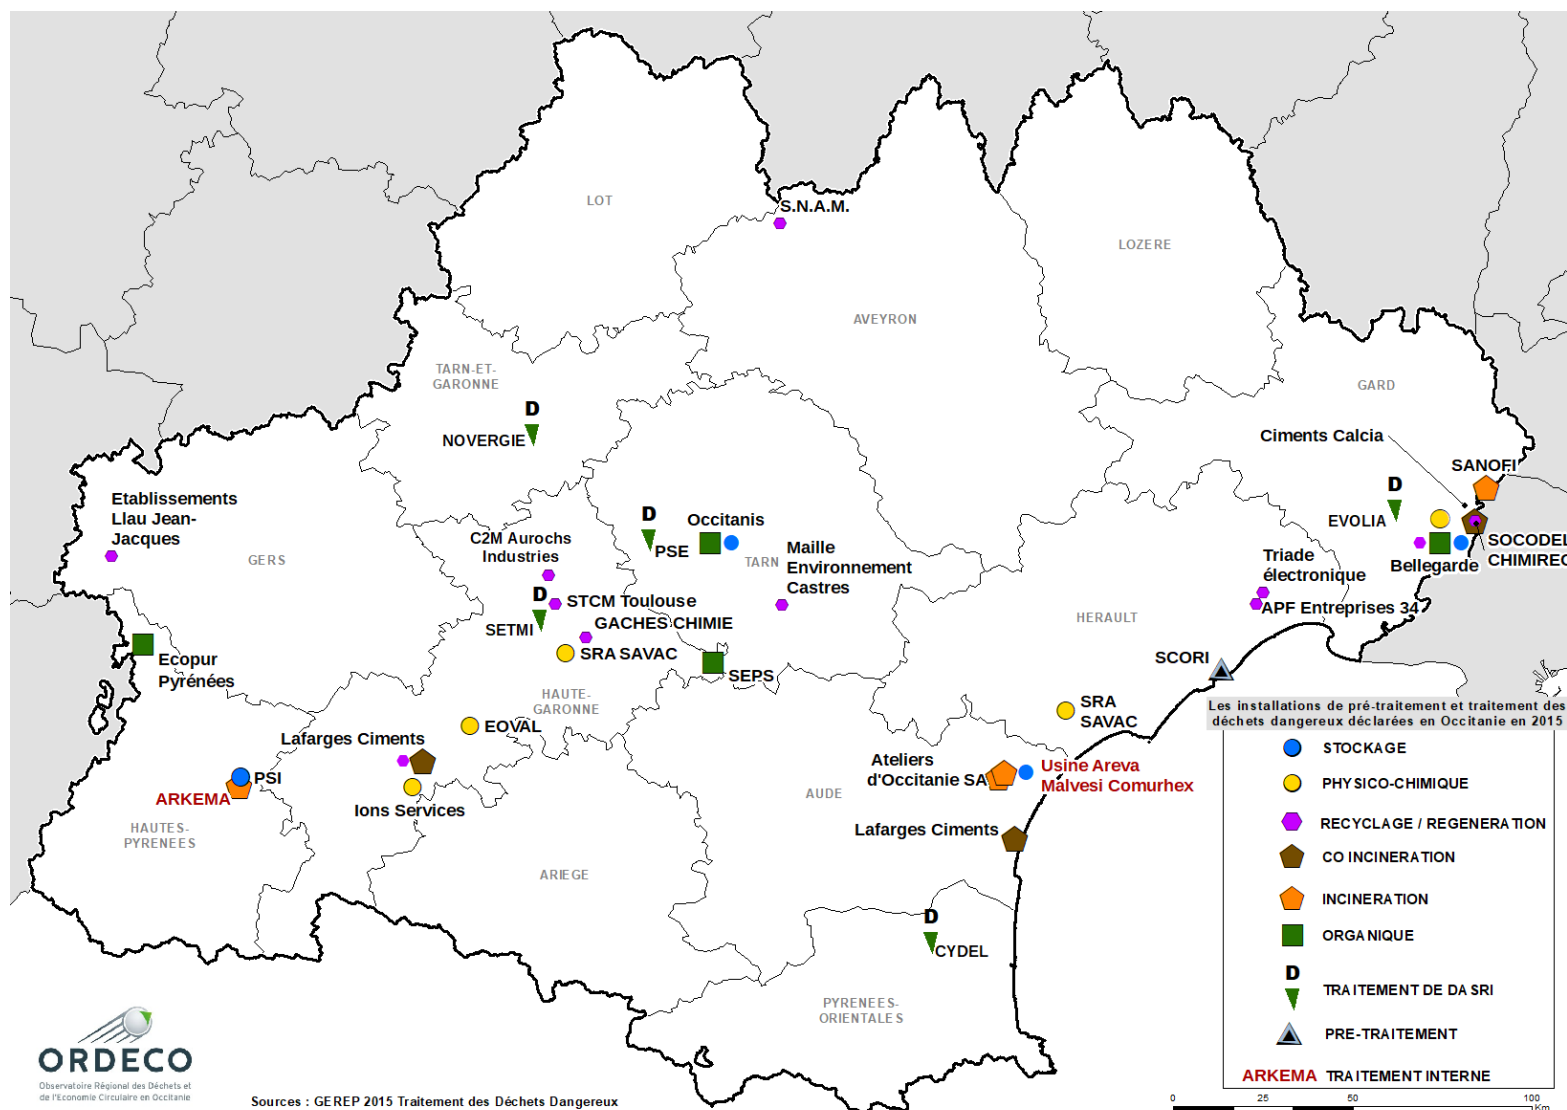 LOT
S.N.A.M.
LOZERE
AVEYRON
TARN-ET-
GARONNE
GARD
D
NOVERGIE
Ciments Calcia
SANOFI
Etablissements
Llau Jean-
Jacques
GERS
C2M Aurochs
Industries
D
PSE
Occitanis
TARN
Maille
Environnement
Castres
D
EVOLIA
SOCODEL
CHIMIREC
Bellegarde
Triade
électronique
APF Entreprises 34
D
SETMI
STCM Toulouse
GACHES CHIMIE
SRA SAVAC
HERAULT
Ecopur
Pyrénées
SEPS
SCORI
HAUTE-
GARONNE
EOVAL
SRA
SAVAC
Lafarges Ciments
PSI
ARKEMA
Ions Services
HAUTES-
PYRENEES
Ateliers
d'Occitanie SA
Usine Areva
Malvesi Comurhex
AUDE
Lafarges Ciments
ARIEGE
D
CYDEL
PYRENEES-
ORIENTALES
Les installations de pré-traitement et traitement des
déchets dangereux déclarées en Occitanie en 2015
STOCKAGE
PHYSICO-CHIMIQUE
RECYCLAGE / REGENERATION
CO INCINERATION
INCINERATION
ORGANIQUE
D
TRAITEMENT DE DASRI
PRE-TRAITEMENT
ARKEMA TRAITEMENT INTERNE
ORDECO
Observatoire Régional des Déchets et
de l'Economie Circulaire en Occitanie
Sources : GEREP 2015 Traitement des Déchets Dangereux
0 25 50 100
Km